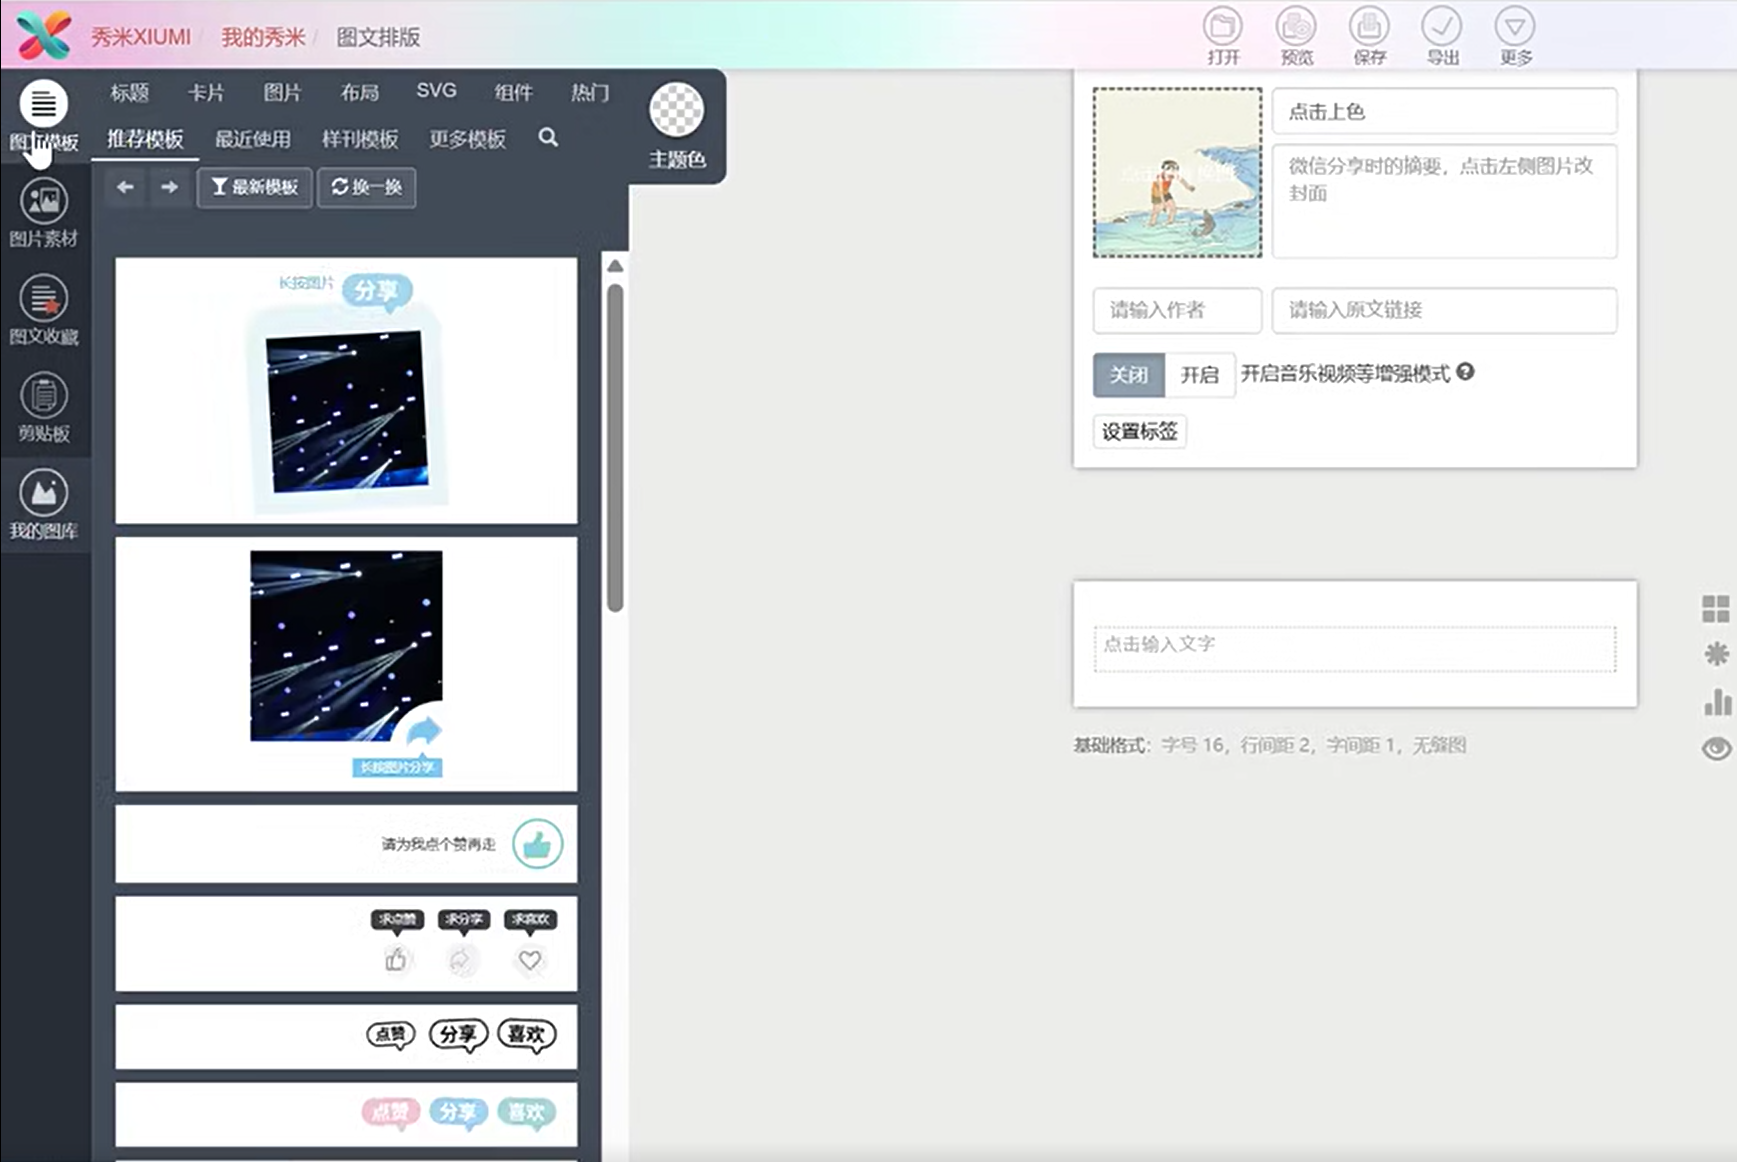 秀米XIUMI / 我的秀米 / 图文排版
打开 预览 保存 导出 更多
标题 卡片 图片 布局 SVG 组件 热门
推荐模板 最近使用 样刊模板 更多模板
主题色
最新模板 换一换
图文模板
图片素材
图文收藏
剪贴板
我的图库
长按图片 分享
长按图片分享
请为我点个赞再走
求点赞 求分享 求喜欢
点赞 分享 喜欢
点赞 分享 喜欢
点击上色
微信分享时的摘要，点击左侧图片改
封面
请输入作者 请输入原文链接
关闭 开启 开启音乐视频等增强模式
设置标签
点击输入文字
基础格式：字号 16，行间距 2，字间距 1，无缝图